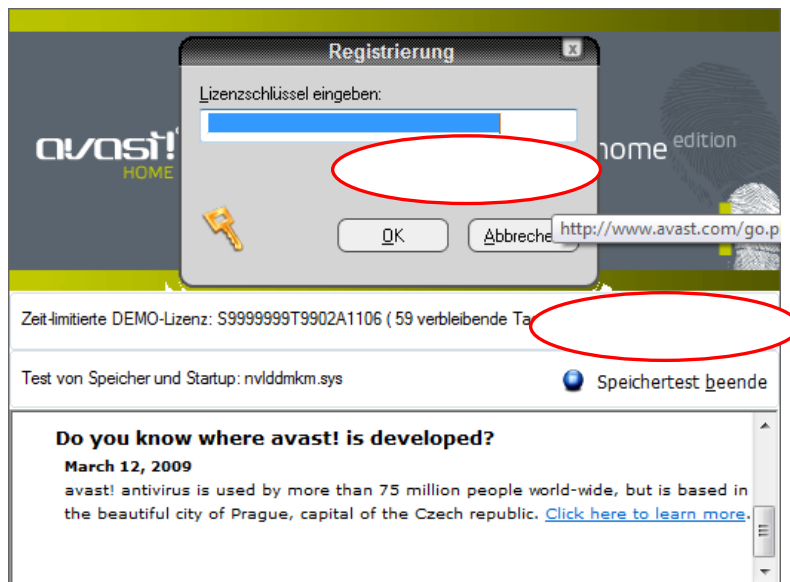 Registrierung
x
Lizenzschlüssel eingeben:
avast!
HOME
home edition
OK
Abbreche
http://www.avast.com/go.p
Zeit-limitierte DEMO-Lizenz: S9999999T9902A1106 ( 59 verbleibende Ta
Test von Speicher und Startup: nvlddmkm.sys
Speichertest beende
Do you know where avast! is developed?
March 12, 2009
avast! antivirus is used by more than 75 million people world-wide, but is based in
the beautiful city of Prague, capital of the Czech republic. Click here to learn more.